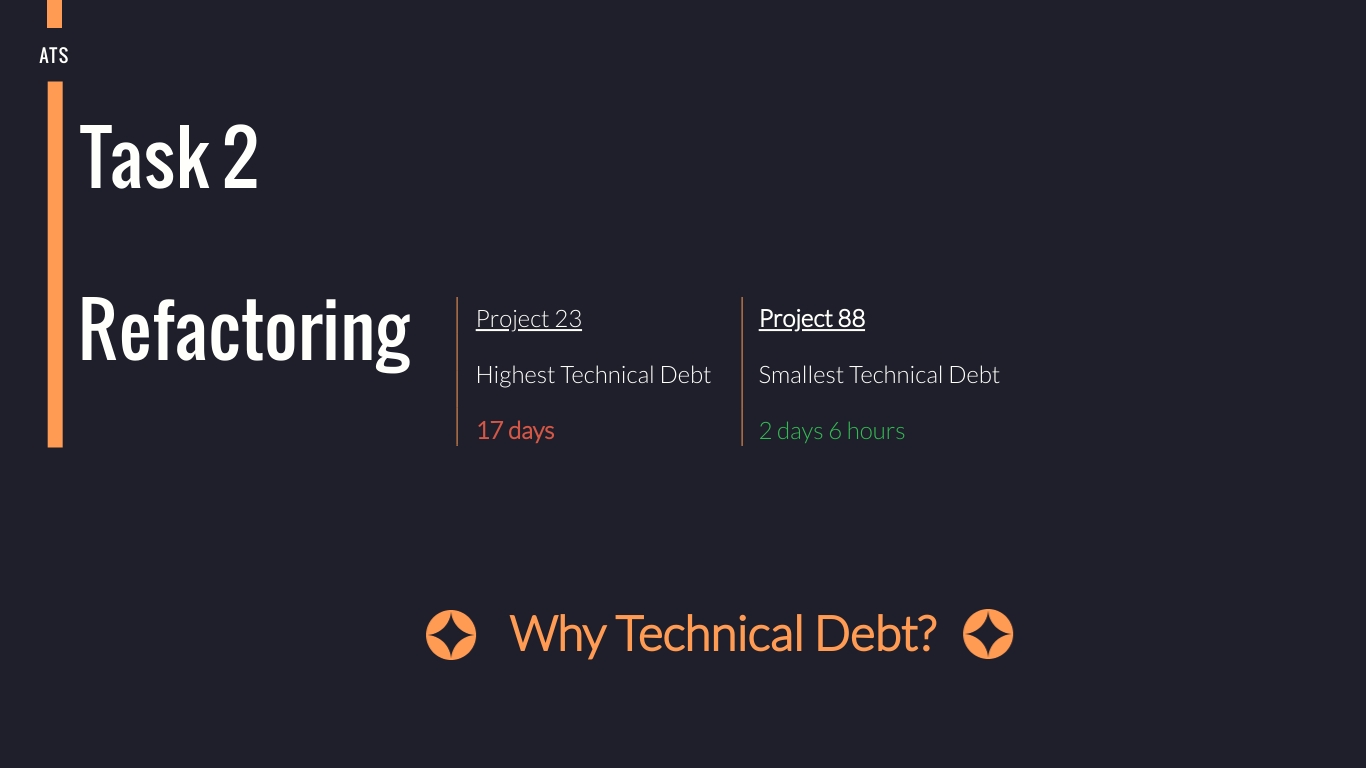 ATS
Task 2
Refactoring
Project 23
Highest Technical Debt
17 days
Project 88
Smallest Technical Debt
2 days 6 hours
Why Technical Debt?